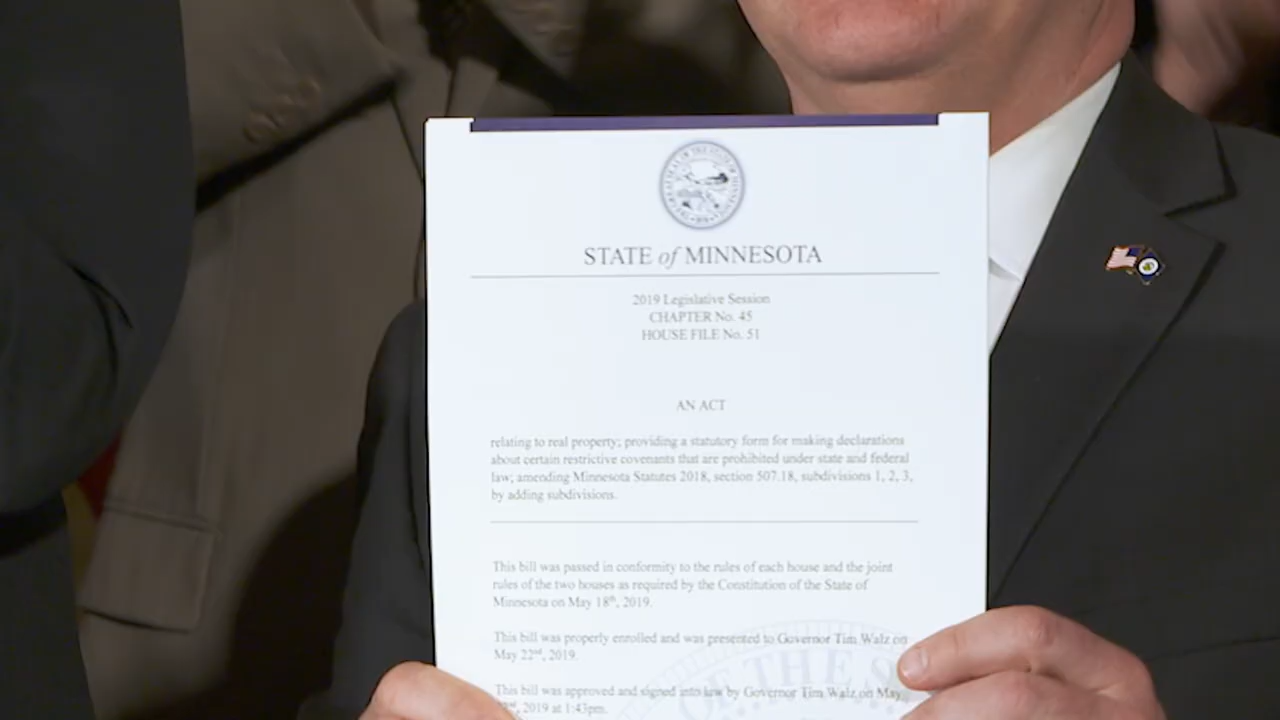 STATE of MINNESOTA
2019 Legislative Session
CHAPTER No. 45
HOUSE FILE No. 51
AN ACT
relating to real property; providing a statutory form for making declarations
about certain restrictive covenants that are prohibited under state and federal
law; amending Minnesota Statutes 2018, section 507.18, subdivisions 1, 2, 3,
by adding subdivisions.
This bill was passed in conformity to the rules of each house and the joint
rules of the two houses as required by the Constitution of the State of
Minnesota on May 18th, 2019.
This bill was properly enrolled and was presented to Governor Tim Walz on
May 22nd, 2019.
This bill was approved and signed into law by Governor Tim Walz on May
2019 at 1:43pm.
OF THE S